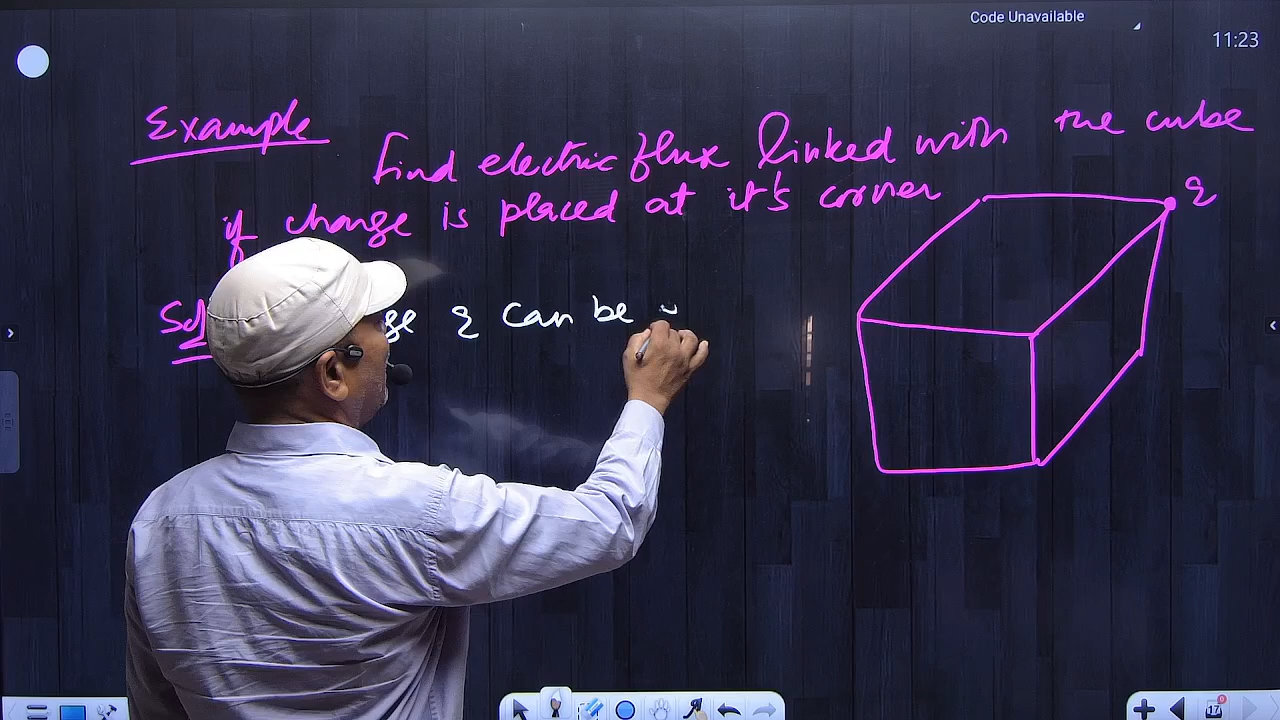 Code Unavailable
11:23
Example
Find electric flux linked with the cube
if charge is placed at it's corner
q
q can be
17